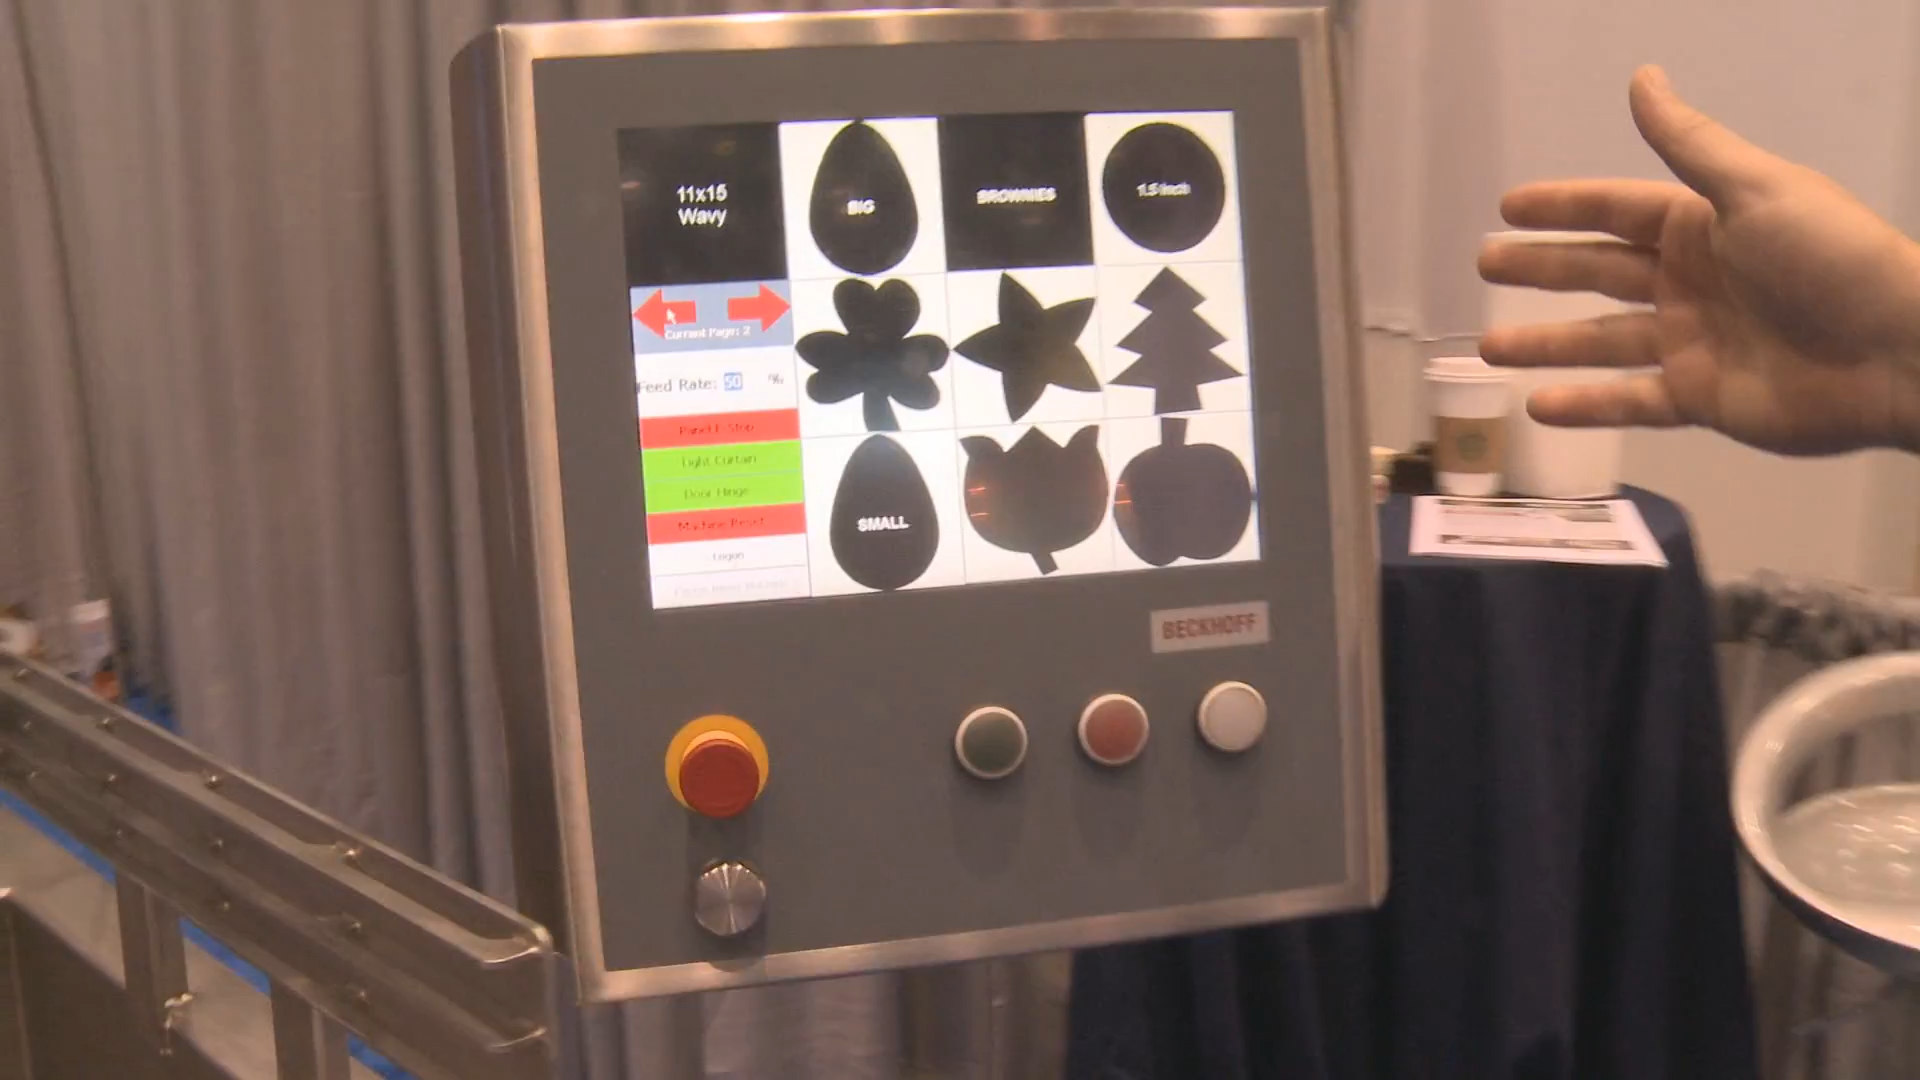 11x15
Wavy
BIG
BROWNIES
1.5 inch
Current Page: 2
Feed Rate: 50 %
Panel E-Stop
Light Curtain
Door Hinge
Machine Reset
Logon
SMALL
BECKHOFF